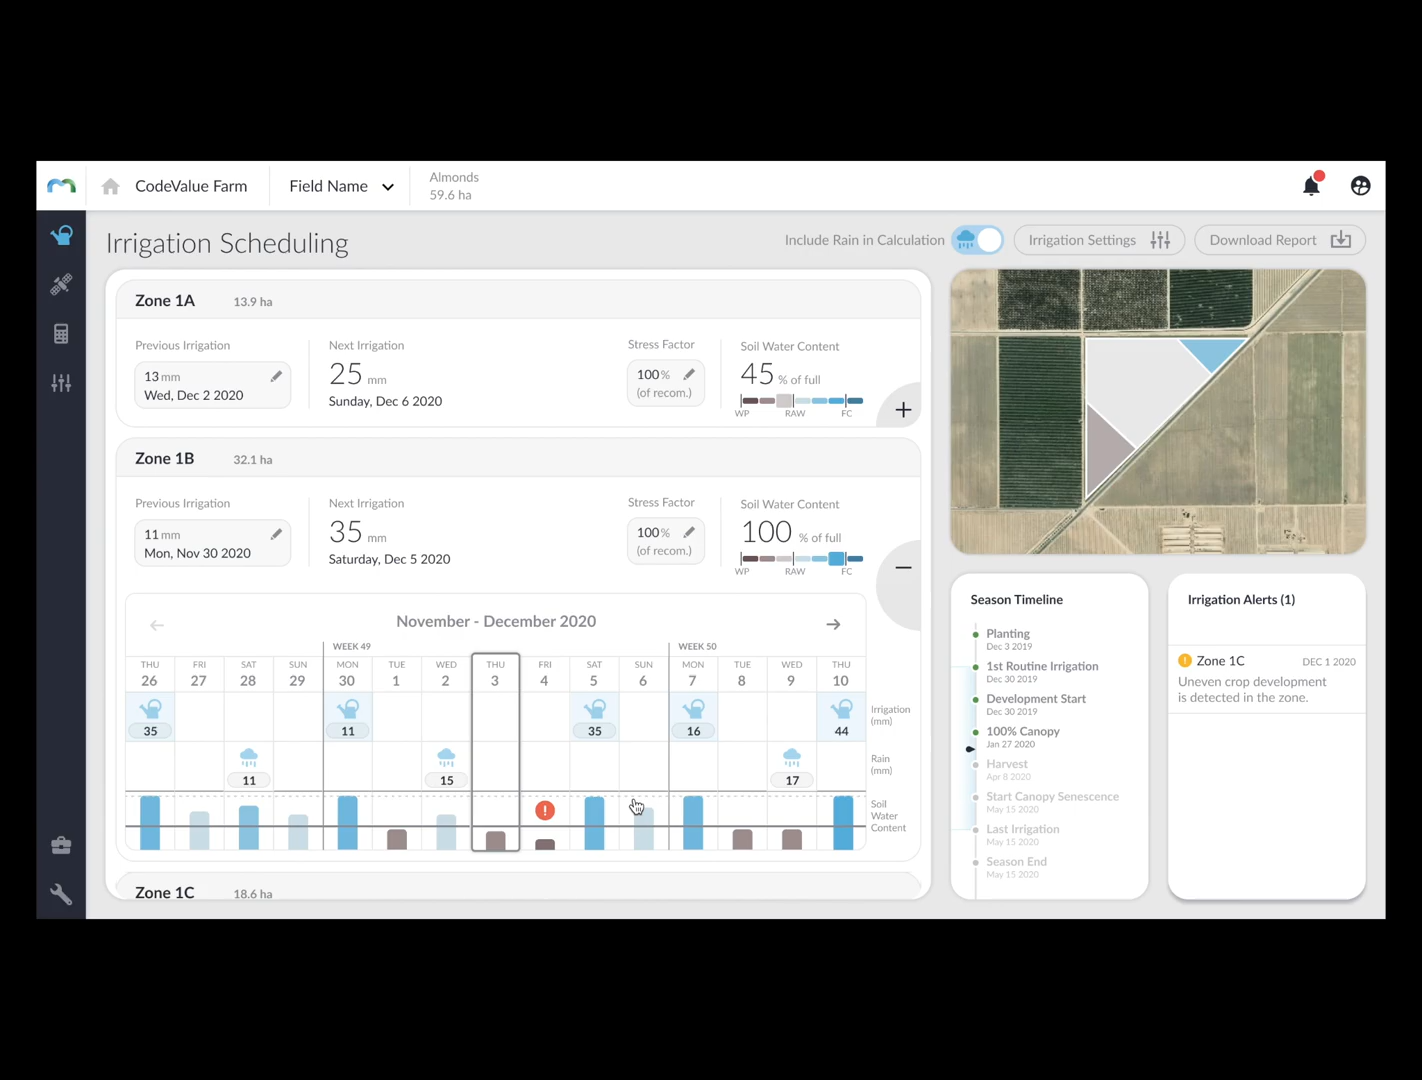 CodeValue Farm
Field Name
Almonds
59.6 ha
Irrigation Scheduling
Include Rain in Calculation
Irrigation Settings
Download Report
Zone 1A 13.9 ha
Previous Irrigation
13 mm
Wed, Dec 2 2020
Next Irrigation
25 mm
Sunday, Dec 6 2020
Stress Factor
100%
(of recom.)
Soil Water Content
45 % of full
WP RAW FC
Zone 1B 32.1 ha
Previous Irrigation
11 mm
Mon, Nov 30 2020
Next Irrigation
35 mm
Saturday, Dec 5 2020
Stress Factor
100%
(of recom.)
Soil Water Content
100 % of full
WP RAW FC
November - December 2020
WEEK 49 WEEK 50
THU FRI SAT SUN MON TUE WED THU FRI SAT SUN MON TUE WED THU
26 27 28 29 30 1 2 3 4 5 6 7 8 9 10
Irrigation
(mm)
35 11 35 16 44
Rain
(mm)
11 15 17
Soil
Water
Content
Zone 1C 18.6 ha
Season Timeline
Planting
Dec 3 2019
1st Routine Irrigation
Dec 30 2019
Development Start
Dec 30 2019
100% Canopy
Jan 27 2020
Harvest
Apr 8 2020
Start Canopy Senescence
May 15 2020
Last Irrigation
May 15 2020
Season End
May 15 2020
Irrigation Alerts (1)
Zone 1C DEC 1 2020
Uneven crop development
is detected in the zone.